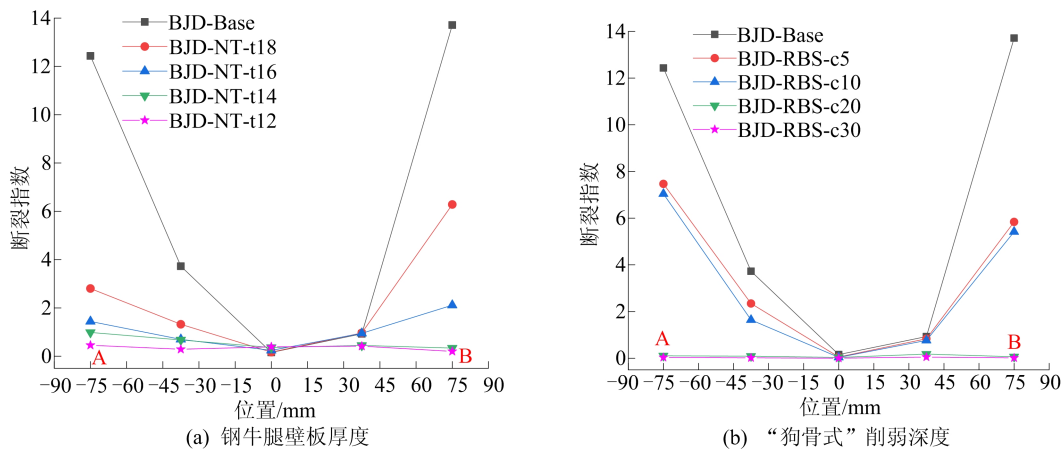 14
12
10
8
6
4
2
0
断裂指数
BJD-Base
BJD-NT-t18
BJD-NT-t16
BJD-NT-t14
BJD-NT-t12
A
B
−90 −75 −60 −45 −30 −15 0 15 30 45 60 75 90
位置/mm
(a) 钢牛腿壁板厚度
14
12
10
8
6
4
2
0
断裂指数
BJD-Base
BJD-RBS-c5
BJD-RBS-c10
BJD-RBS-c20
BJD-RBS-c30
A
B
−90 −75 −60 −45 −30 −15 0 15 30 45 60 75 90
位置/mm
(b) “狗骨式”削弱深度